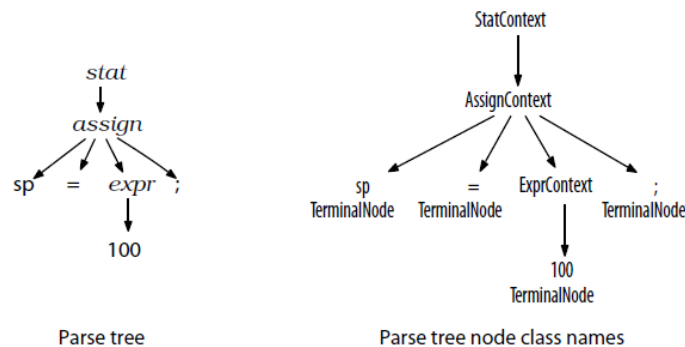 stat
assign
sp = expr ;
100
Parse tree
StatContext
AssignContext
sp = ExprContext ;
TerminalNode TerminalNode TerminalNode
100
TerminalNode
Parse tree node class names